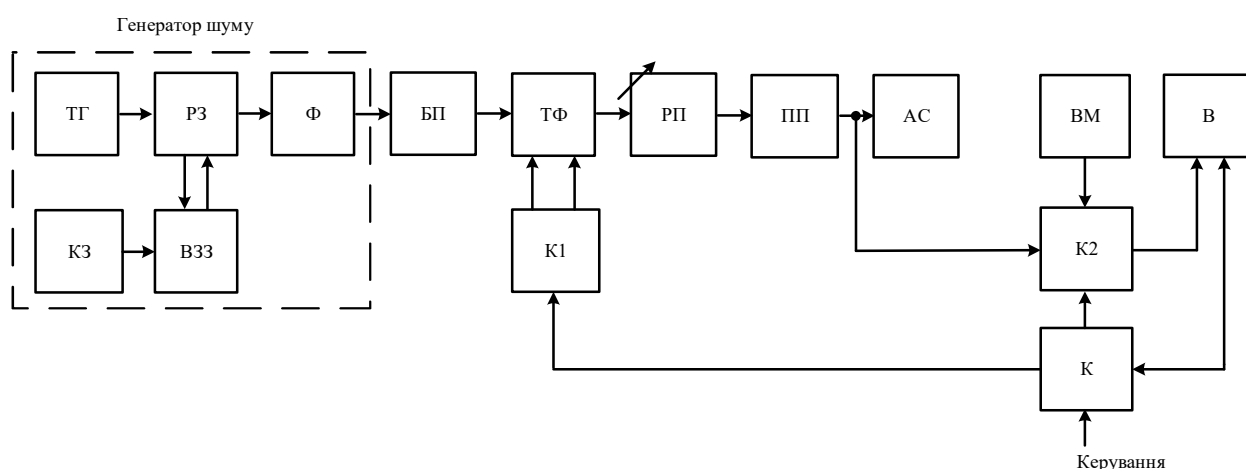 Генератор шуму
ТГ
РЗ
Ф
БП
ТФ
РП
ПП
АС
ВМ
В
КЗ
ВЗЗ
К1
К2
К
Керування